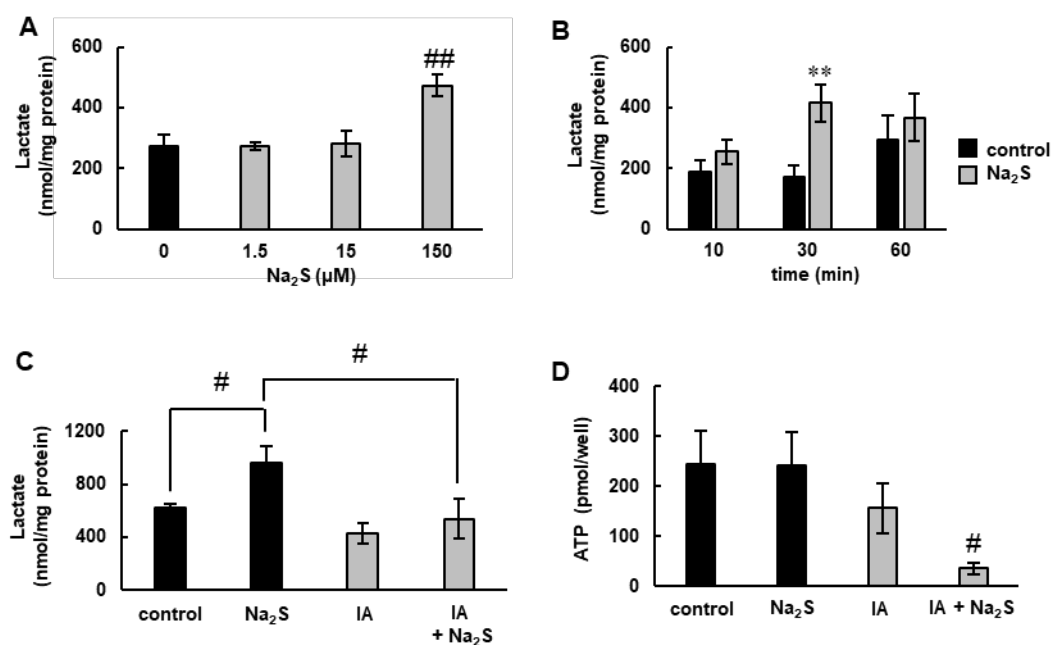 A
Lactate
(nmol/mg protein)
600
400
200
0
##
0 1.5 15 150
Na₂S (µM)
B
Lactate
(nmol/mg protein)
600
400
200
0
**
10 30 60
time (min)
control
Na₂S
C
Lactate
(nmol/mg protein)
1200
800
400
0
#
#
control Na₂S IA IA
+ Na₂S
D
ATP (pmol/well)
400
300
200
100
0
#
control Na₂S IA IA + Na₂S